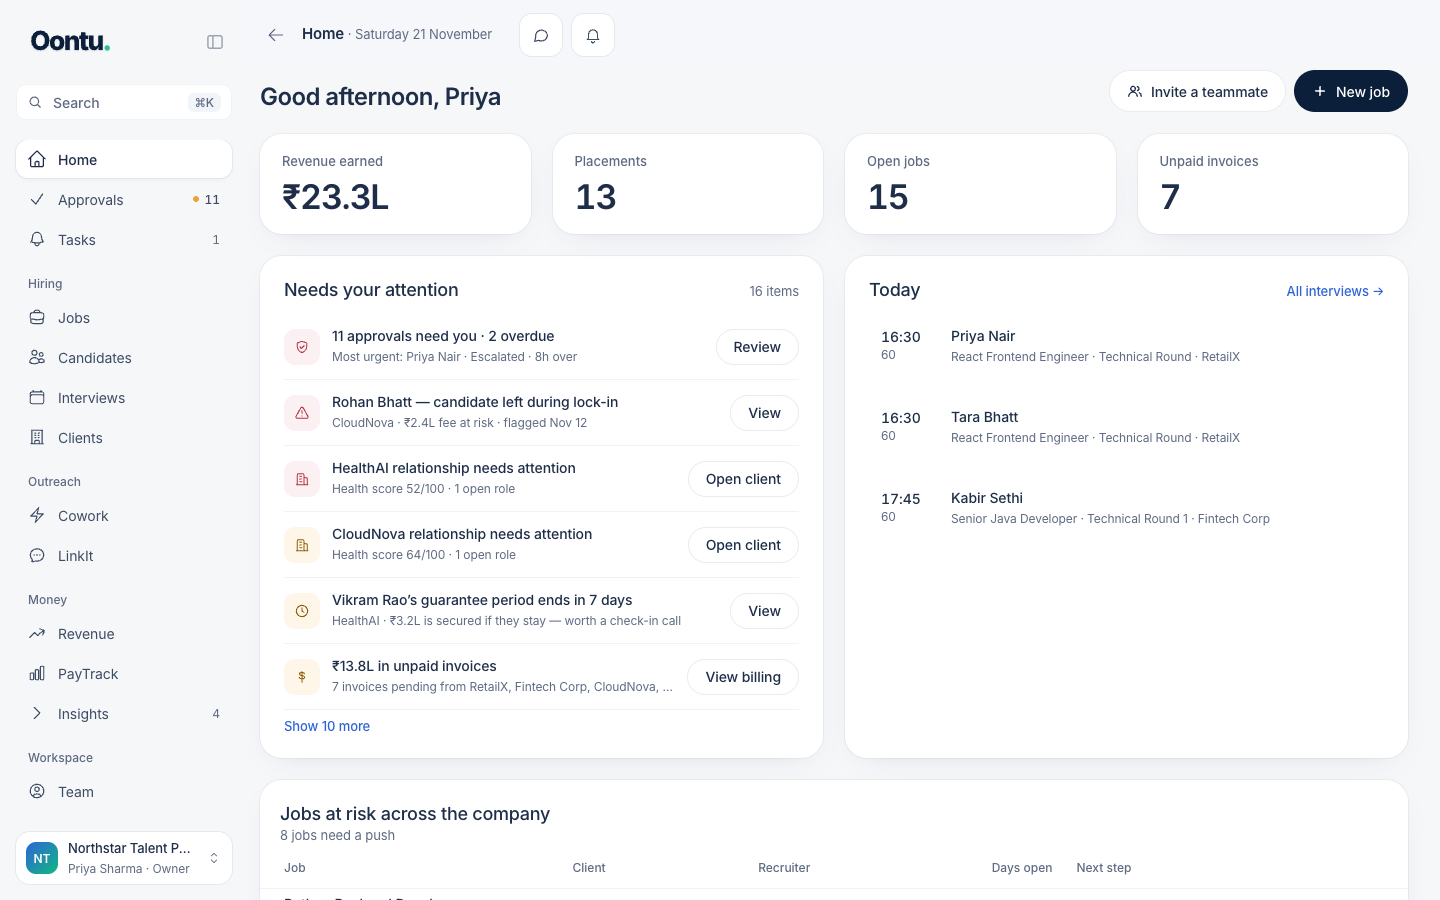 Oontu.
Search ⌘K
Home
Approvals 11
Tasks 1
Hiring
Jobs
Candidates
Interviews
Clients
Outreach
Cowork
LinkIt
Money
Revenue
PayTrack
Insights 4
Workspace
Team
NT
Northstar Talent P...
Priya Sharma · Owner
Home · Saturday 21 November
Good afternoon, Priya
Invite a teammate
+ New job
Revenue earned
₹23.3L
Placements
13
Open jobs
15
Unpaid invoices
7
Needs your attention
16 items
11 approvals need you · 2 overdue
Most urgent: Priya Nair · Escalated · 8h over
Review
Rohan Bhatt — candidate left during lock-in
CloudNova · ₹2.4L fee at risk · flagged Nov 12
View
HealthAI relationship needs attention
Health score 52/100 · 1 open role
Open client
CloudNova relationship needs attention
Health score 64/100 · 1 open role
Open client
Vikram Rao’s guarantee period ends in 7 days
HealthAI · ₹3.2L is secured if they stay — worth a check-in call
View
₹13.8L in unpaid invoices
7 invoices pending from RetailX, Fintech Corp, CloudNova, ...
View billing
Show 10 more
Today
All interviews →
16:30 Priya Nair
60 React Frontend Engineer · Technical Round · RetailX
16:30 Tara Bhatt
60 React Frontend Engineer · Technical Round · RetailX
17:45 Kabir Sethi
60 Senior Java Developer · Technical Round 1 · Fintech Corp
Jobs at risk across the company
8 jobs need a push
Job Client Recruiter Days open Next step